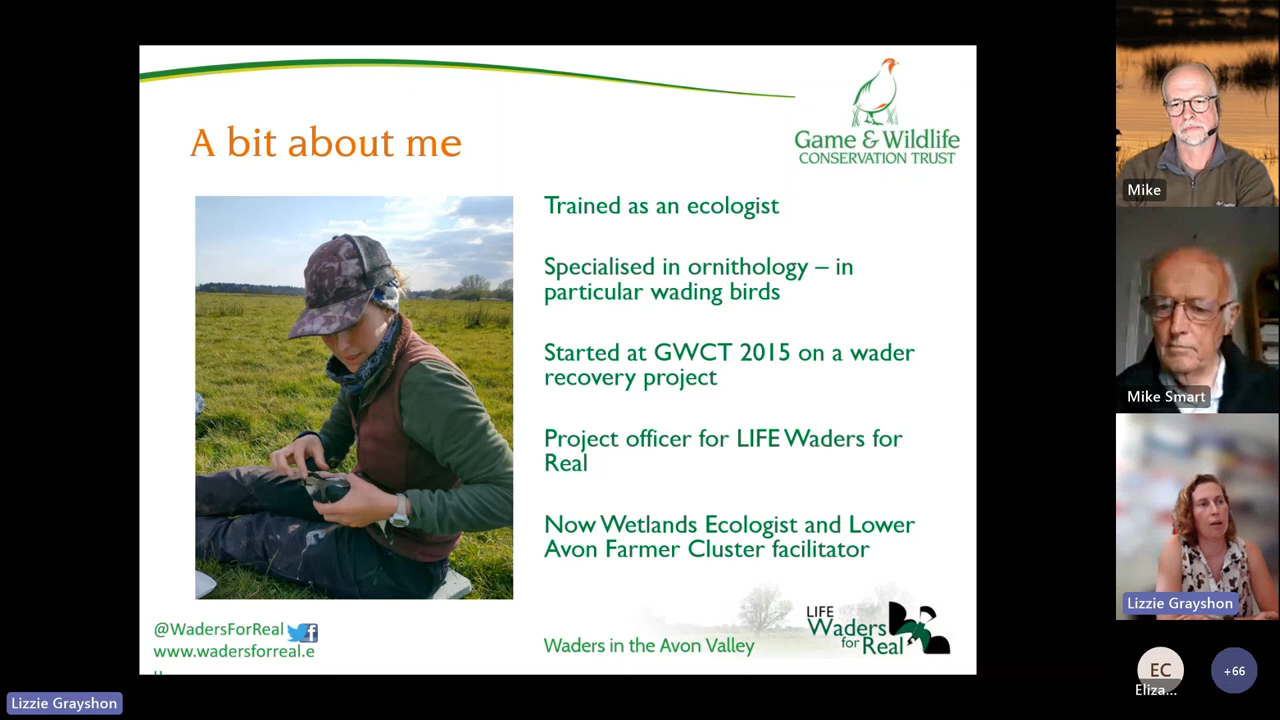 A bit about me
Game & Wildlife
CONSERVATION TRUST
Trained as an ecologist
Specialised in ornithology – in
particular wading birds
Started at GWCT 2015 on a wader
recovery project
Project officer for LIFE Waders for
Real
Now Wetlands Ecologist and Lower
Avon Farmer Cluster facilitator
@WadersForReal
www.wadersforreal.e
Waders in the Avon Valley
LIFE
Waders
for Real
Mike
Mike Smart
Lizzie Grayshon
EC
Eliza...
+66
Lizzie Grayshon